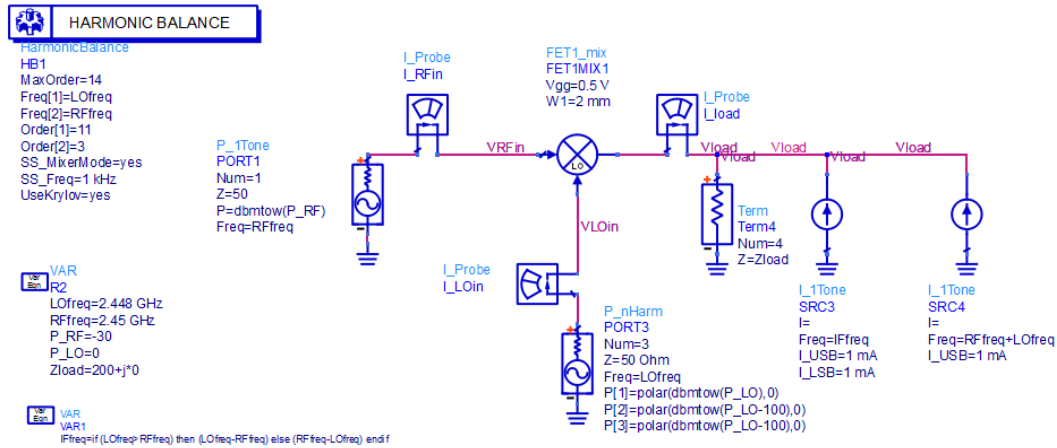 HARMONIC BALANCE
HarmonicBalance
HB1
MaxOrder=14
Freq[1]=LOfreq
Freq[2]=RFfreq
Order[1]=11
Order[2]=3
SS_MixerMode=yes
SS_Freq=1 kHz
UseKrylov=yes
I_Probe
I_RFin
FET1_mix
FET1MIX1
Vgg=0.5 V
W1=2 mm
I_Probe
I_load
P_1Tone
PORT1
Num=1
Z=50
P=dbmtow(P_RF)
Freq=RFfreq
VRFin
LO
Vload
Vload
Vload
Vload
Vload
VLOin
Term
Term4
Num=4
Z=Zload
I_Probe
I_LOin
P_nHarm
PORT3
Num=3
Z=50 Ohm
Freq=LOfreq
P[1]=polar(dbmtow(P_LO),0)
P[2]=polar(dbmtow(P_LO-100),0)
P[3]=polar(dbmtow(P_LO-100),0)
I_1Tone
SRC3
I=
Freq=IFfreq
I_USB=1 mA
I_LSB=1 mA
I_1Tone
SRC4
I=
Freq=RFfreq+LOfreq
I_USB=1 mA
Var
Eqn
VAR
R2
LOfreq=2.448 GHz
RFfreq=2.45 GHz
P_RF=-30
P_LO=0
Zload=200+j*0
Var
Eqn
VAR
VAR1
IFfreq=if (LOfreq>RFfreq) then (LOfreq-RFfreq) else (RFfreq-LOfreq) endif